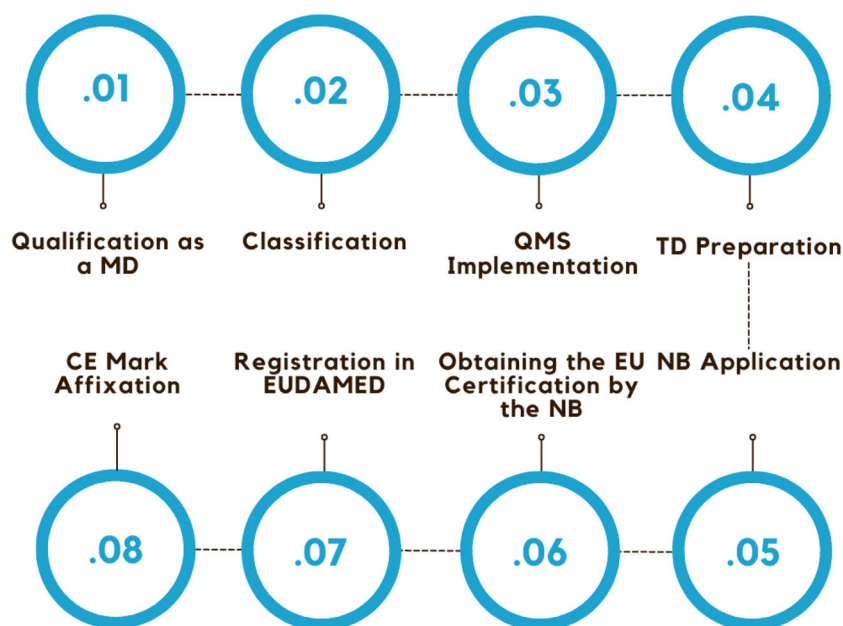 .01
.02
.03
.04
Qualification as
a MD
Classification
QMS
Implementation
TD Preparation
CE Mark
Affixation
Registration in
EUDAMED
Obtaining the EU
Certification by
the NB
NB Application
.08
.07
.06
.05